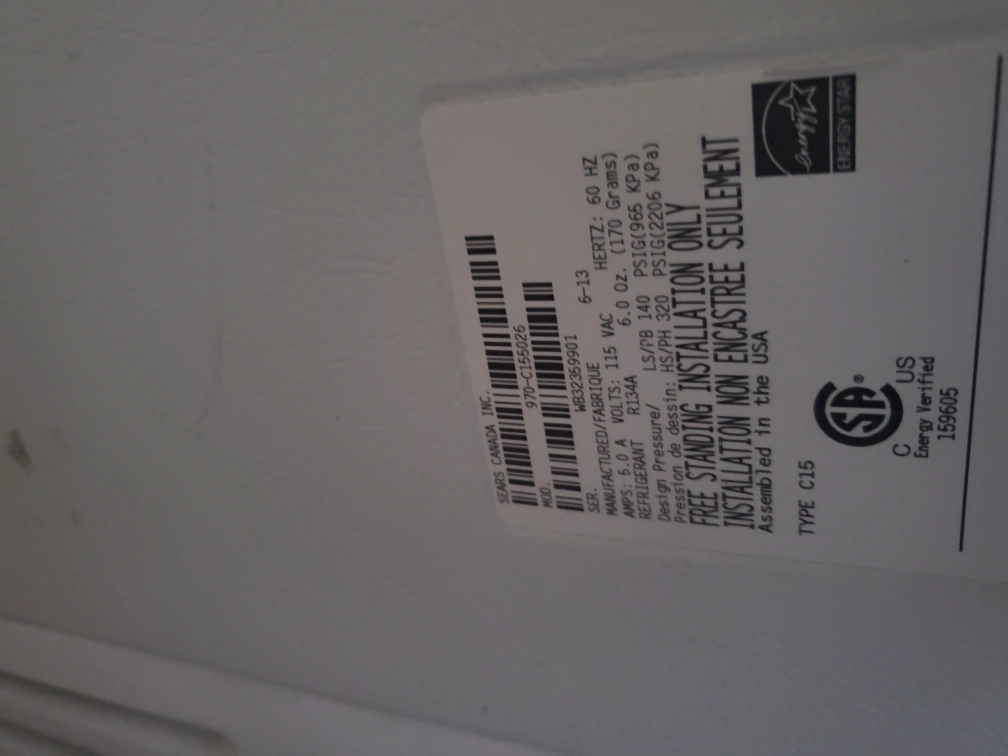 SEARS CANADA INC.
970-C155026
MOD.
WB32359901
SER.
MANUFACTURED/FABRIQUE 6-13
AMPS: 5.0 A VOLTS: 115 VAC HERTZ: 60 HZ
REFRIGERANT R134A 6.0 Oz. (170 Grams)
Design Pressure/ LS/PB 140 PSIG(965 KPa)
Pression de dessin: HS/PH 320 PSIG(2206 KPa)
FREE STANDING INSTALLATION ONLY
INSTALLATION NON ENCASTREE SEULEMENT
Assembled in the USA
energy
ENERGY STAR
TYPE C15
SA ®
C US
Energy Verified
159605